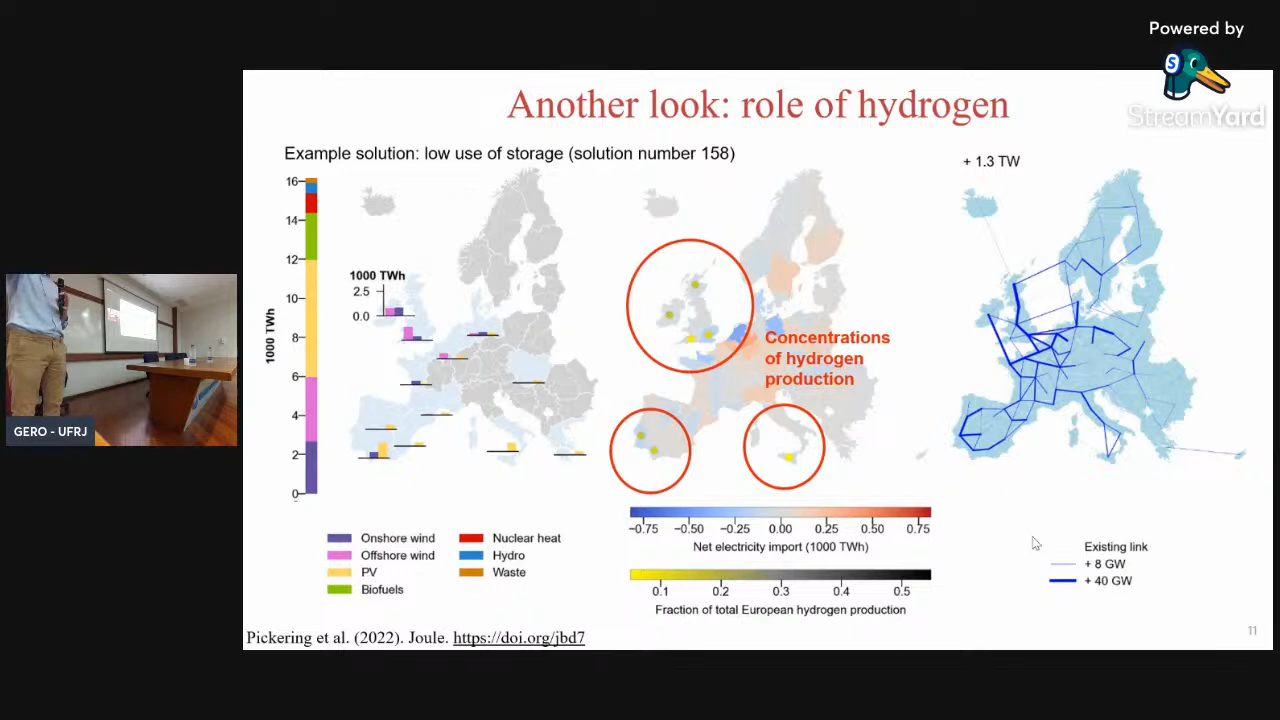 Powered by
StreamYard
Another look: role of hydrogen
Example solution: low use of storage (solution number 158)
+ 1.3 TW
16
14
12
10
8
6
4
2
0
1000 TWh
1000 TWh
2.5
0.0
Concentrations
of hydrogen
production
GERO - UFRJ
−0.75 −0.50 −0.25 0.00 0.25 0.50 0.75
Net electricity import (1000 TWh)
0.1 0.2 0.3 0.4 0.5
Fraction of total European hydrogen production
Onshore wind
Offshore wind
PV
Biofuels
Nuclear heat
Hydro
Waste
Existing link
+ 8 GW
+ 40 GW
Pickering et al. (2022). Joule. https://doi.org/jbd7
11